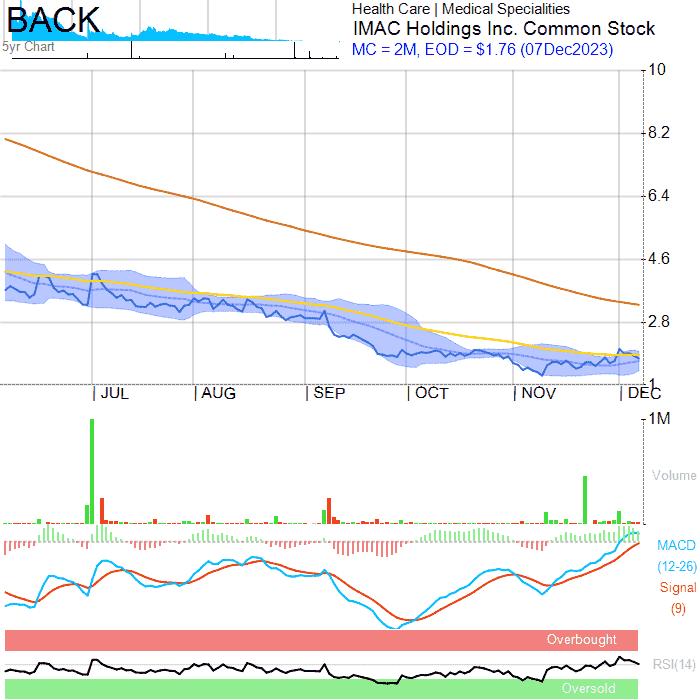 BACK
5yr Chart
Health Care | Medical Specialities
IMAC Holdings Inc. Common Stock
MC = 2M, EOD = $1.76 (07Dec2023)
10
8.2
6.4
4.6
2.8
1
JUL
AUG
SEP
OCT
NOV
DEC
1M
Volume
MACD
(12-26)
Signal
(9)
Overbought
RSI(14)
Oversold